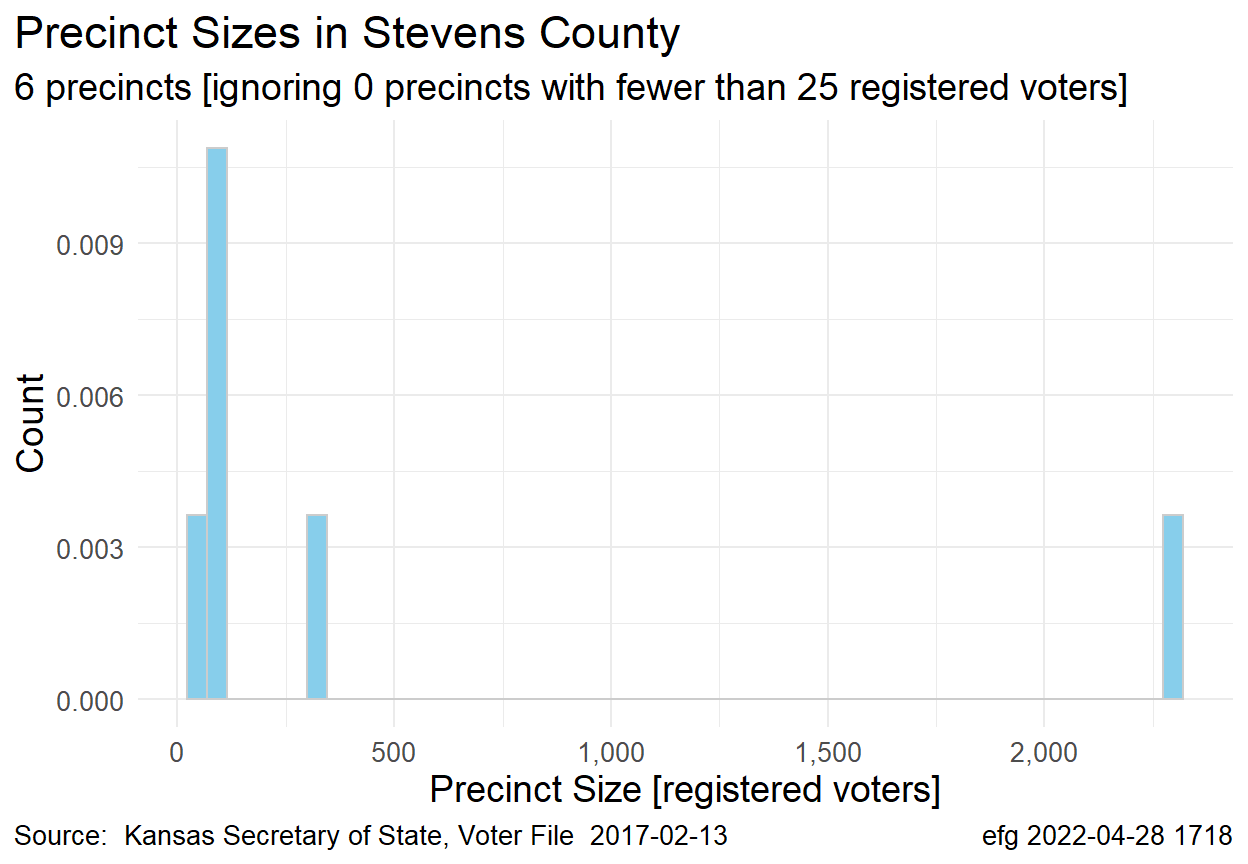 Precinct Sizes in Stevens County
6 precincts [ignoring 0 precincts with fewer than 25 registered voters]
Count
0.009
0.006
0.003
0.000
0 500 1,000 1,500 2,000
Precinct Size [registered voters]
Source:  Kansas Secretary of State, Voter File  2017-02-13
efg 2022-04-28 1718